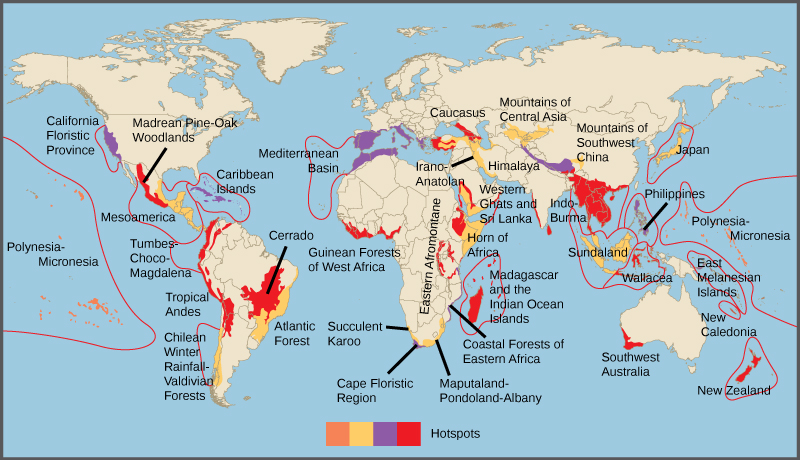 California
Floristic
Province
Madrean Pine-Oak
Woodlands
Caribbean
Islands
Mesoamerica
Polynesia-
Micronesia
Tumbes-
Choco-
Magdalena
Cerrado
Tropical
Andes
Atlantic
Forest
Chilean
Winter
Rainfall-
Valdivian
Forests
Mediterranean
Basin
Caucasus
Mountains of
Central Asia
Irano-
Anatolan
Himalaya
Mountains of
Southwest
China
Japan
Western
Ghats and
Sri Lanka
Indo-
Burma
Philippines
Guinean Forests
of West Africa
Eastern Afromontane
Horn of
Africa
Sundaland
Wallacea
Polynesia-
Micronesia
East
Melanesian
Islands
Madagascar
and the
Indian Ocean
Islands
Succulent
Karoo
Coastal Forests of
Eastern Africa
Cape Floristic
Region
Maputaland-
Pondoland-Albany
Southwest
Australia
New
Caledonia
New Zealand
Hotspots